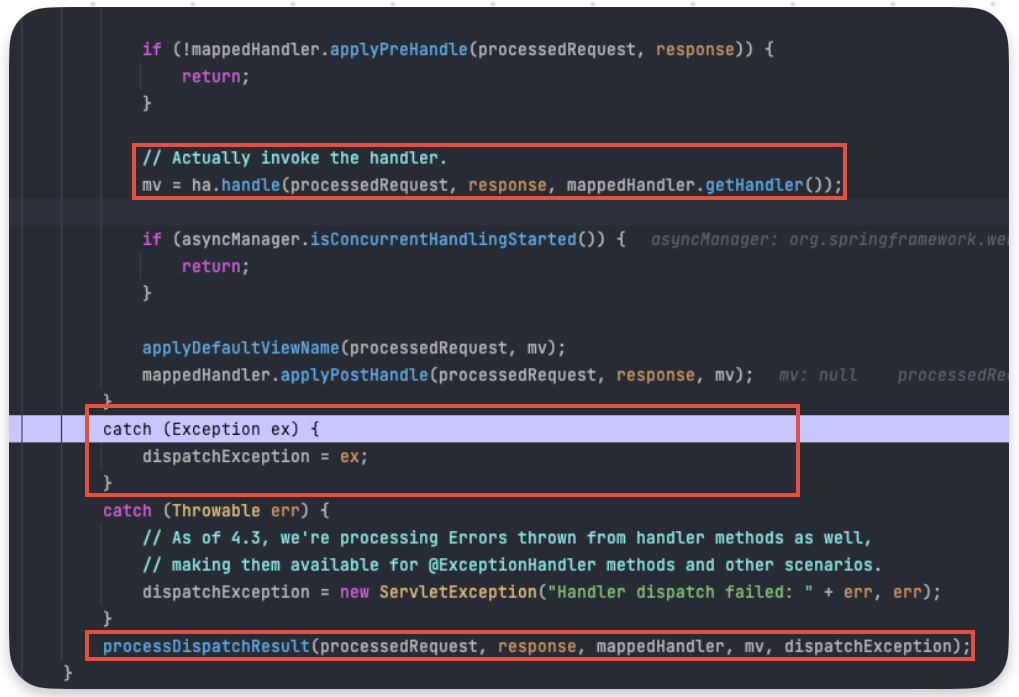 if (!mappedHandler.applyPreHandle(processedRequest, response)) {
return;
}
// Actually invoke the handler.
mv = ha.handle(processedRequest, response, mappedHandler.getHandler());
if (asyncManager.isConcurrentHandlingStarted()) { asyncManager: org.springframework.we
return;
}
applyDefaultViewName(processedRequest, mv);
mappedHandler.applyPostHandle(processedRequest, response, mv); mv: null processedRe
}
catch (Exception ex) {
dispatchException = ex;
}
catch (Throwable err) {
// As of 4.3, we're processing Errors thrown from handler methods as well,
// making them available for @ExceptionHandler methods and other scenarios.
dispatchException = new ServletException("Handler dispatch failed: " + err, err);
}
processDispatchResult(processedRequest, response, mappedHandler, mv, dispatchException);
}